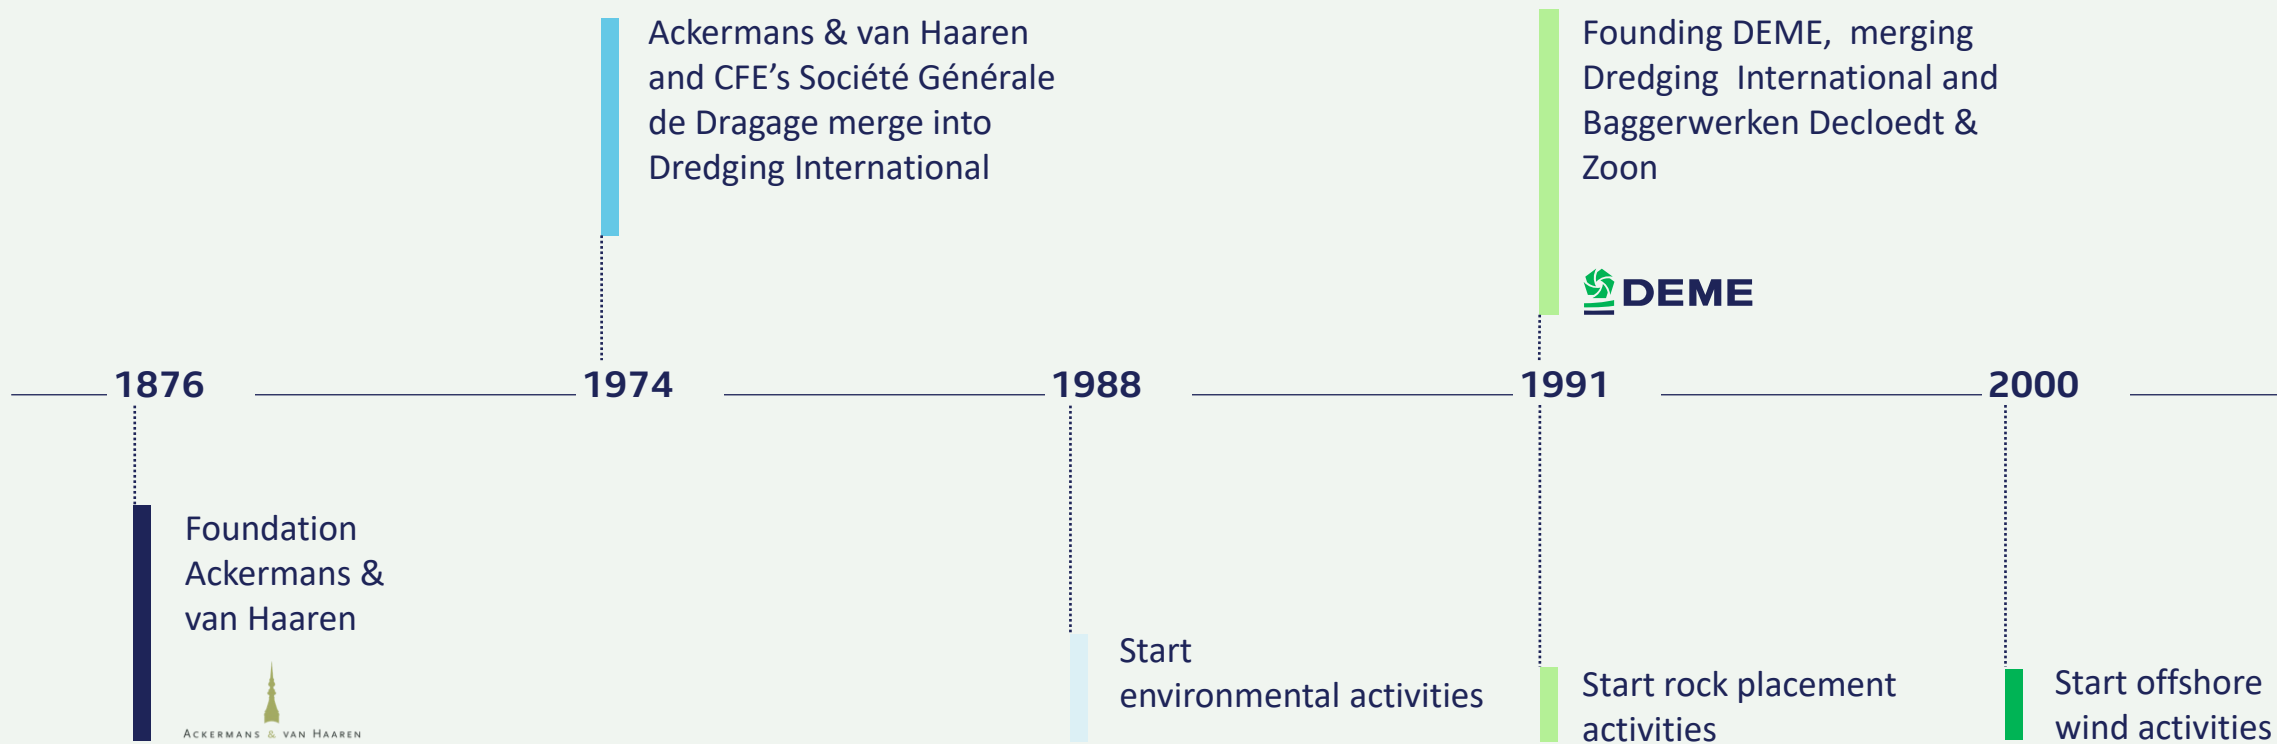 Ackermans & van Haaren
and CFE’s Société Générale
de Dragage merge into
Dredging International
Founding DEME, merging
Dredging International and
Baggerwerken Decloedt &
Zoon
DEME
1876
1974
1988
1991
2000
Foundation
Ackermans &
van Haaren
ACKERMANS & VAN HAAREN
Start
environmental activities
Start rock placement
activities
Start offshore
wind activities